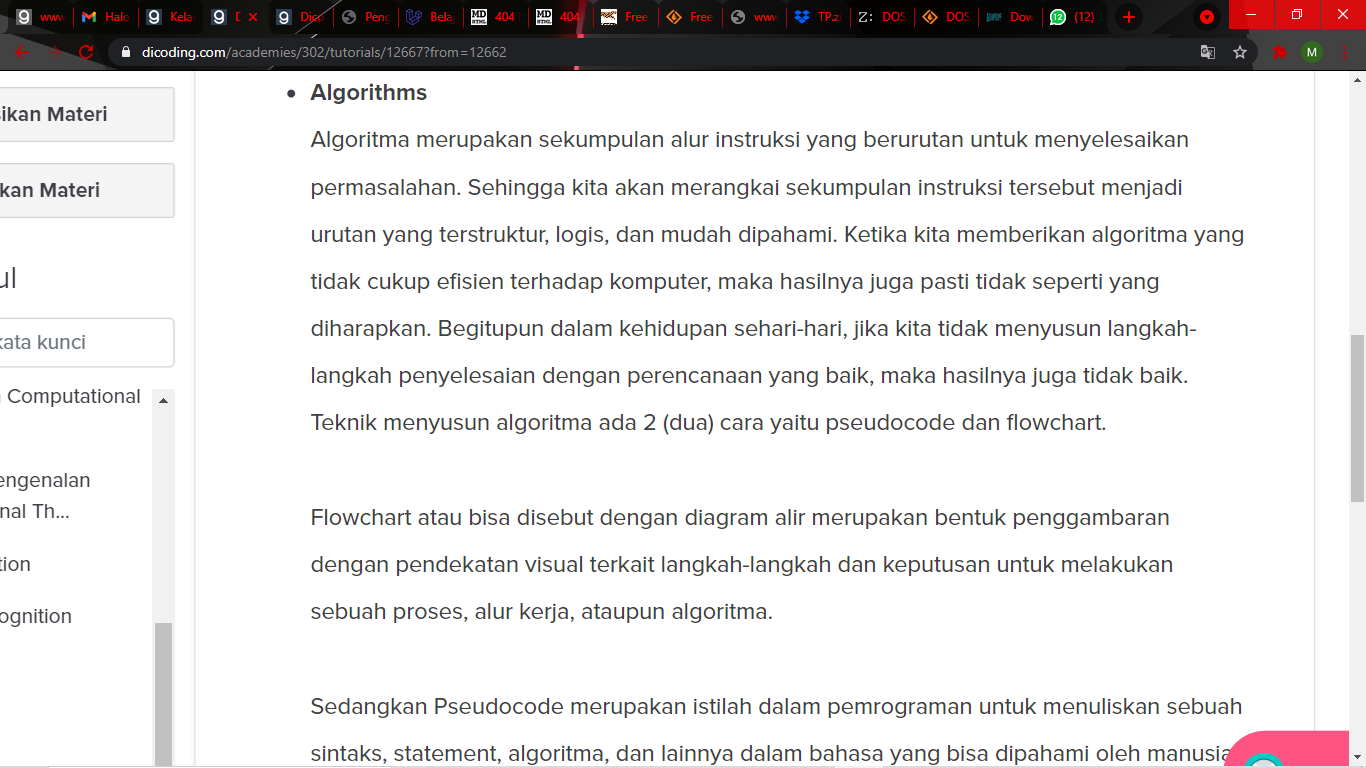 www
Halo
Kela
D
Dico
Peng
Bela
404
404
Free
Free
www
TP.z
DOS
DOS
Dow
(12)
dicoding.com/academies/302/tutorials/12667?from=12662
M
sikan Materi
kan Materi
ul
kata kunci
Computational
engenalan
nal Th...
tion
ognition
• Algorithms
Algoritma merupakan sekumpulan alur instruksi yang berurutan untuk menyelesaikan
permasalahan. Sehingga kita akan merangkai sekumpulan instruksi tersebut menjadi
urutan yang terstruktur, logis, dan mudah dipahami. Ketika kita memberikan algoritma yang
tidak cukup efisien terhadap komputer, maka hasilnya juga pasti tidak seperti yang
diharapkan. Begitupun dalam kehidupan sehari-hari, jika kita tidak menyusun langkah-
langkah penyelesaian dengan perencanaan yang baik, maka hasilnya juga tidak baik.
Teknik menyusun algoritma ada 2 (dua) cara yaitu pseudocode dan flowchart.
Flowchart atau bisa disebut dengan diagram alir merupakan bentuk penggambaran
dengan pendekatan visual terkait langkah-langkah dan keputusan untuk melakukan
sebuah proses, alur kerja, ataupun algoritma.
Sedangkan Pseudocode merupakan istilah dalam pemrograman untuk menuliskan sebuah
sintaks, statement, algoritma, dan lainnya dalam bahasa yang bisa dipahami oleh manusia